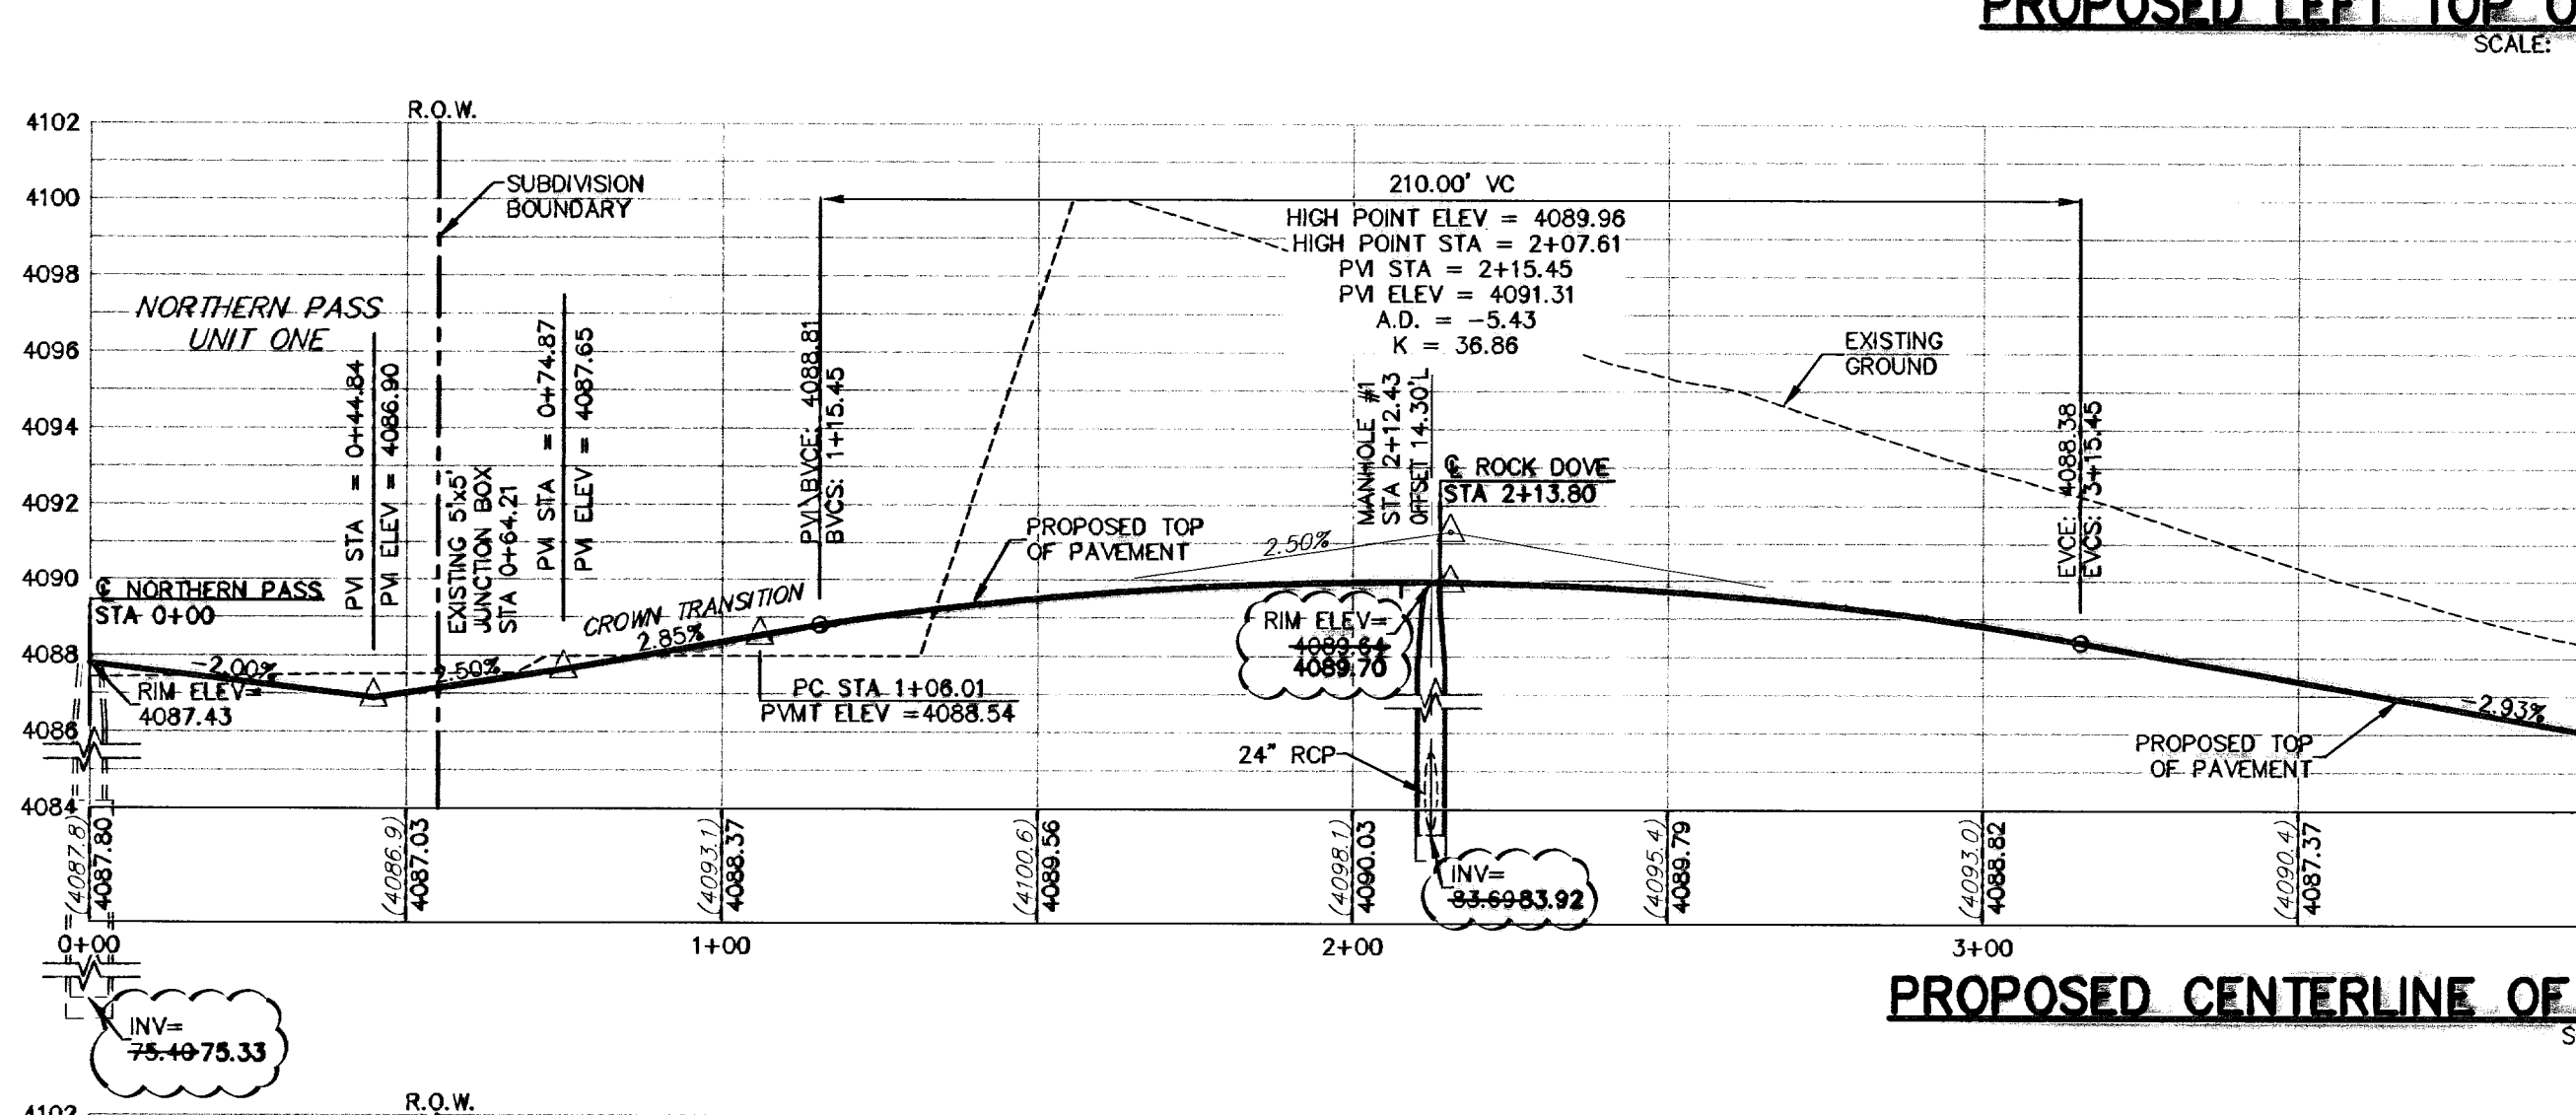 PROPOSED LEFT TOP O
SCALE:
R.O.W.
4102
4100
4098
4096
4094
4092
4090
4088
4086
4084
SUBDIVISION
BOUNDARY
NORTHERN PASS
UNIT ONE
PVI STA = 0+44.84
PVI ELEV = 4086.90
EXISTING 5'x5'
JUNCTION BOX
STA 0+64.21
PVI STA = 0+74.87
PVI ELEV = 4087.65
PVI\BVCE: 4088.81
BVCS: 1+15.45
210.00' VC
HIGH POINT ELEV = 4089.96
HIGH POINT STA = 2+07.61
PVI STA = 2+15.45
PVI ELEV = 4091.31
A.D. = -5.43
K = 36.86
MANHOLE #1
STA 2+12.43
OFFSET 14.30'L
℄ ROCK DOVE
STA 2+13.80
EXISTING
GROUND
EVCE: 4088.38
EVCS: 3+15.45
℄ NORTHERN PASS
STA 0+00
CROWN TRANSITION
PROPOSED TOP
OF PAVEMENT
2.50%
-2.00%
2.50%
2.85%
RIM ELEV=
4087.43
PC STA 1+06.01
PVMT ELEV =4088.54
RIM ELEV=
4089.64
4089.70
24" RCP
-2.93%
PROPOSED TOP
OF PAVEMENT
(4087.8)
4087.80
(4086.9)
4087.03
(4093.1)
4088.37
(4100.6)
4089.56
(4098.1)
4090.03
(4095.4)
4089.79
(4093.0)
4088.82
(4090.4)
4087.37
INV=
83.60 83.92
0+00
1+00
2+00
3+00
PROPOSED CENTERLINE OF
S
INV=
75.40 75.33
4102
R.O.W.